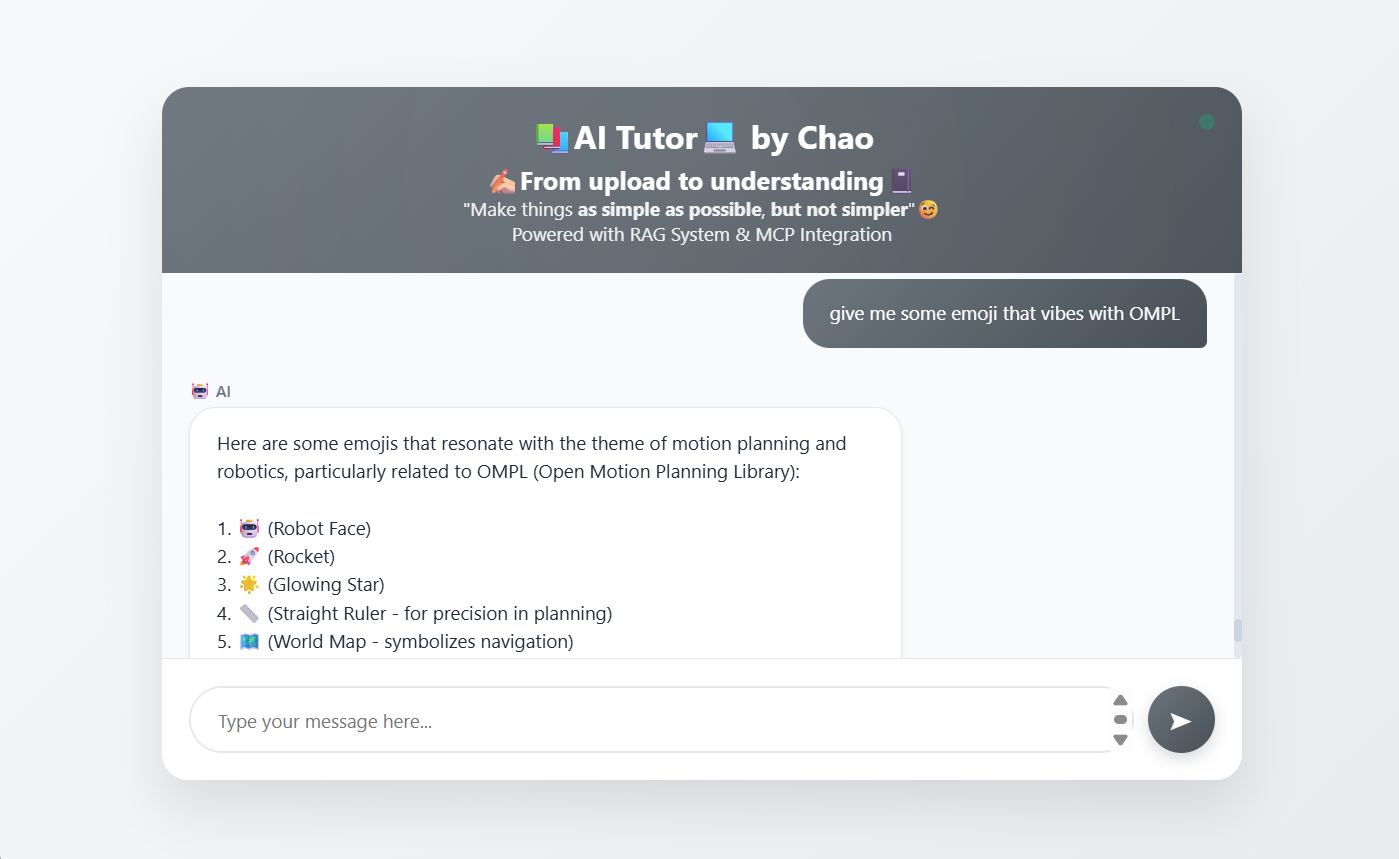 📚AI Tutor💻 by Chao
✍🏻From upload to understanding📓
"Make things as simple as possible, but not simpler"😉
Powered with RAG System & MCP Integration
give me some emoji that vibes with OMPL
🤖 AI
Here are some emojis that resonate with the theme of motion planning and
robotics, particularly related to OMPL (Open Motion Planning Library):
1. 🤖 (Robot Face)
2. 🚀 (Rocket)
3. 🌟 (Glowing Star)
4. 📏 (Straight Ruler - for precision in planning)
5. 🗺️ (World Map - symbolizes navigation)
Type your message here...